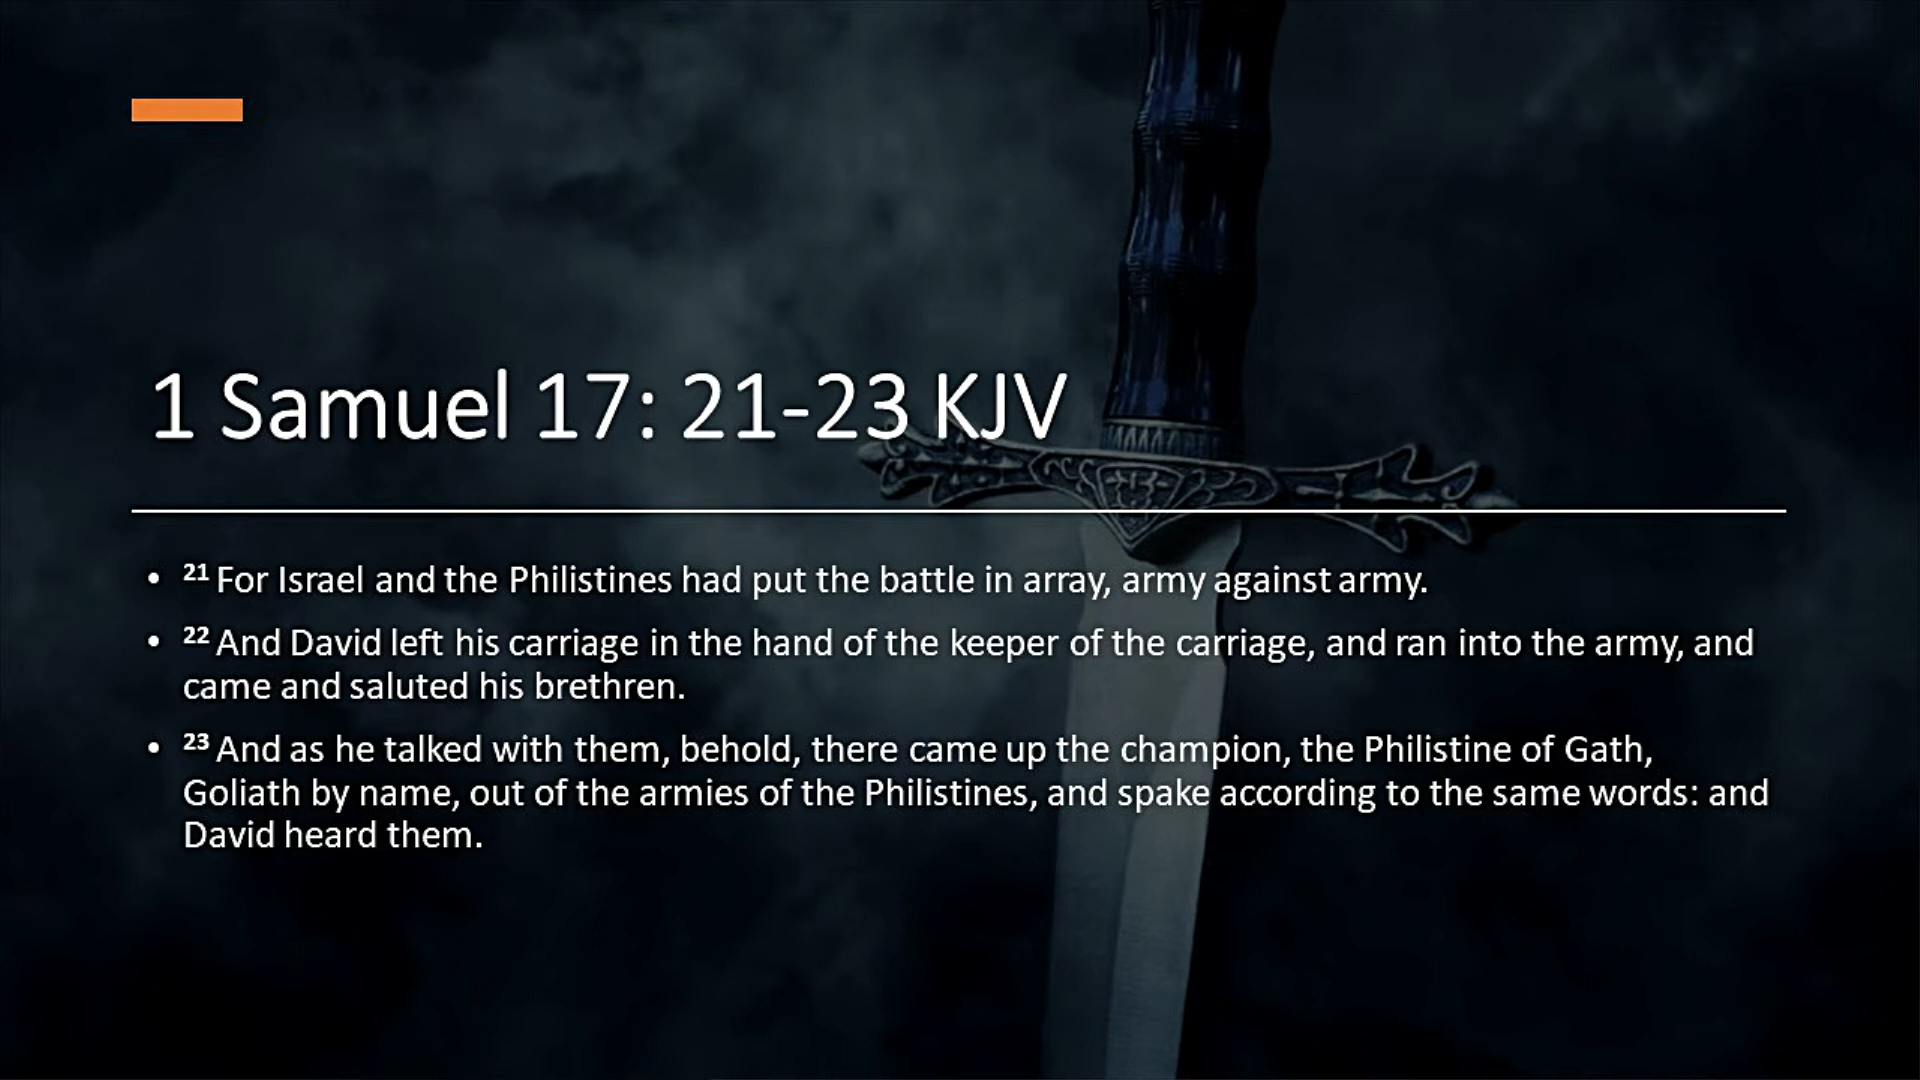 1 Samuel 17: 21-23 KJV
• 21 For Israel and the Philistines had put the battle in array, army against army.
• 22 And David left his carriage in the hand of the keeper of the carriage, and ran into the army, and
came and saluted his brethren.
• 23 And as he talked with them, behold, there came up the champion, the Philistine of Gath,
Goliath by name, out of the armies of the Philistines, and spake according to the same words: and
David heard them.